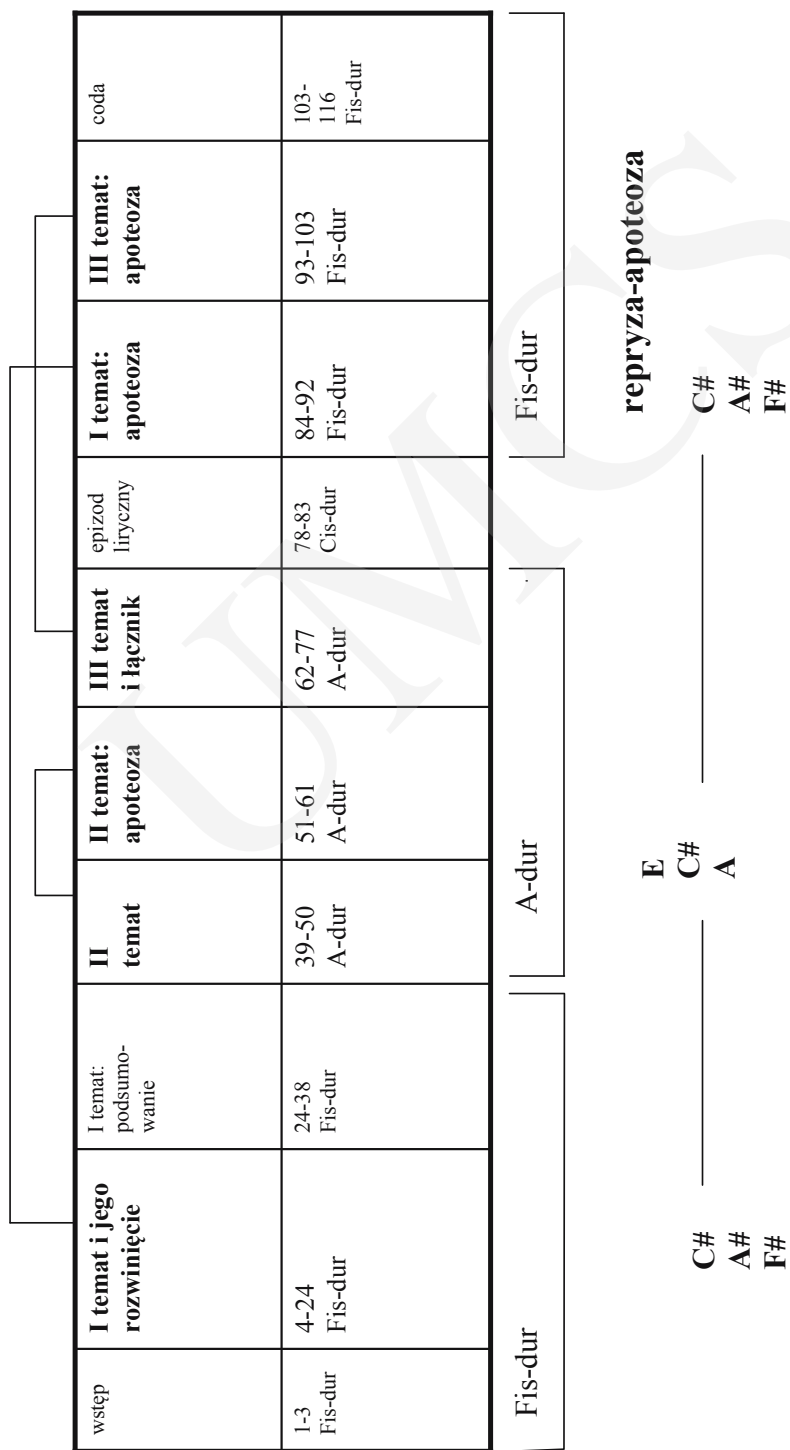 wstęp
I temat i jego
rozwinięcie
I temat:
podsumo-
wanie
II
temat
II temat:
apoteoza
III temat
i łącznik
epizod
liryczny
I temat:
apoteoza
III temat:
apoteoza
coda
1-3
Fis-dur
4-24
Fis-dur
24-38
Fis-dur
39-50
A-dur
51-61
A-dur
62-77
A-dur
78-83
Cis-dur
84-92
Fis-dur
93-103
Fis-dur
103-
116
Fis-dur
Fis-dur
A-dur
Fis-dur
repryza-apoteoza
C#
A#
F#
E
C#
A
C#
A#
F#
UMCS